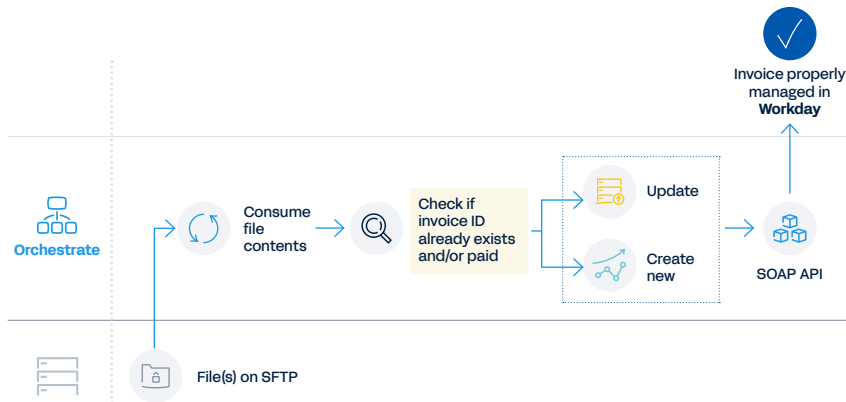 Invoice properly
managed in
Workday
Orchestrate
Consume
file
contents
Check if
invoice ID
already exists
and/or paid
Update
Create
new
SOAP API
File(s) on SFTP